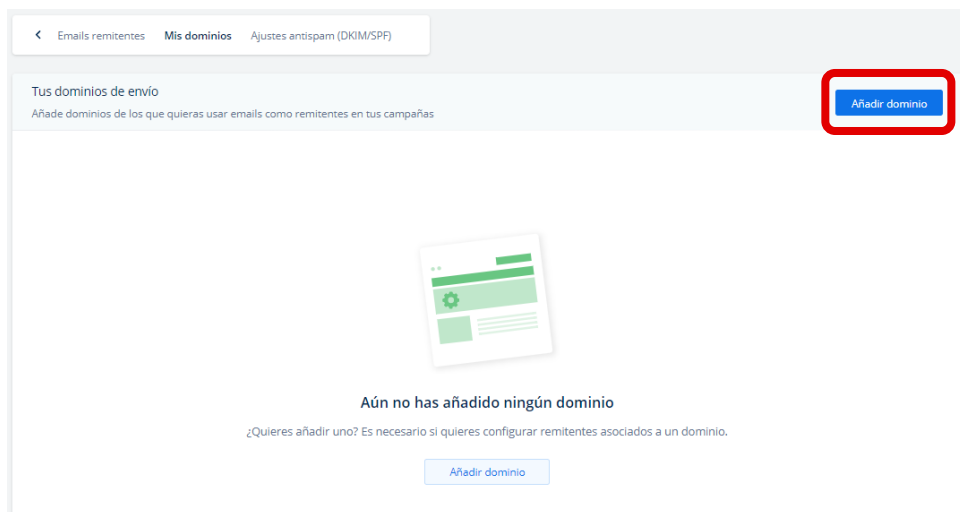 Emails remitentes Mis dominios Ajustes antispam (DKIM/SPF)
Tus dominios de envío
Añade dominios de los que quieras usar emails como remitentes en tus campañas
Añadir dominio
Aún no has añadido ningún dominio
¿Quieres añadir uno? Es necesario si quieres configurar remitentes asociados a un dominio.
Añadir dominio